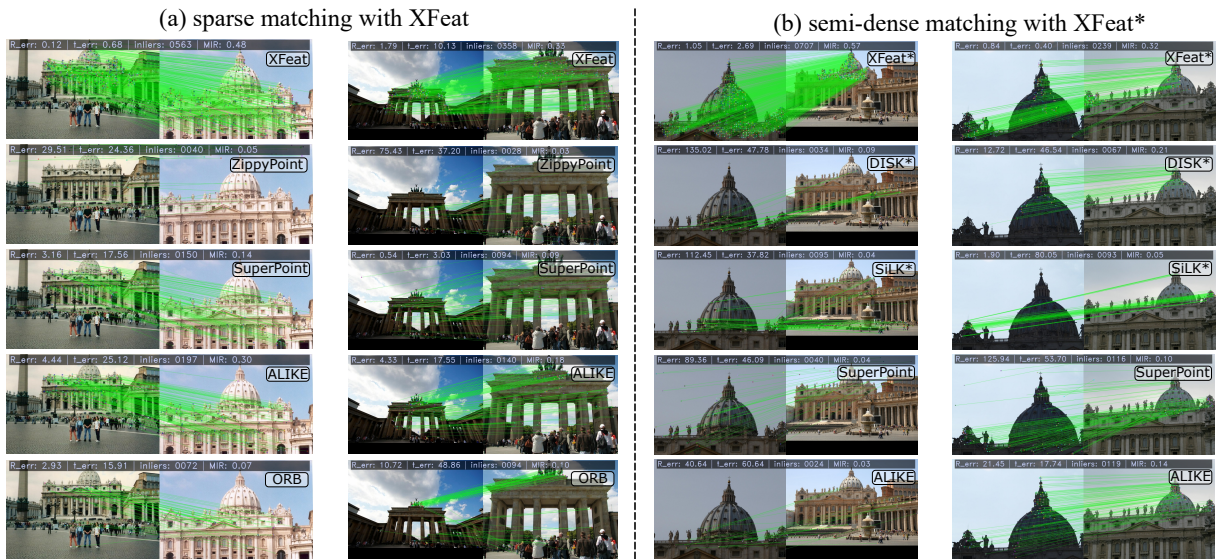 (a) sparse matching with XFeat
(b) semi-dense matching with XFeat*
R_err: 0.12 | t_err: 0.68 | inliers: 0563 | MIR: 0.48
XFeat
R_err: 1.79 | t_err: 10.13 | inliers: 0358 | MIR: 0.33
XFeat
R_err: 1.05 | t_err: 2.69 | inliers: 0707 | MIR: 0.57
XFeat*
R_err: 0.84 | t_err: 0.40 | inliers: 0239 | MIR: 0.32
XFeat*
R_err: 29.51 | t_err: 24.36 | inliers: 0040 | MIR: 0.05
ZippyPoint
R_err: 75.43 | t_err: 37.20 | inliers: 0028 | MIR: 0.03
ZippyPoint
R_err: 135.02 | t_err: 47.78 | inliers: 0034 | MIR: 0.09
DISK*
R_err: 12.72 | t_err: 46.54 | inliers: 0067 | MIR: 0.21
DISK*
R_err: 3.16 | t_err: 17.56 | inliers: 0150 | MIR: 0.14
SuperPoint
R_err: 0.54 | t_err: 3.03 | inliers: 0094 | MIR: 0.09
SuperPoint
R_err: 112.45 | t_err: 37.82 | inliers: 0095 | MIR: 0.04
SiLK*
R_err: 1.90 | t_err: 80.05 | inliers: 0093 | MIR: 0.05
SiLK*
R_err: 4.44 | t_err: 25.12 | inliers: 0197 | MIR: 0.30
ALIKE
R_err: 4.33 | t_err: 17.55 | inliers: 0140 | MIR: 0.18
ALIKE
R_err: 89.36 | t_err: 46.09 | inliers: 0040 | MIR: 0.04
SuperPoint
R_err: 125.94 | t_err: 53.70 | inliers: 0116 | MIR: 0.10
SuperPoint
R_err: 2.93 | t_err: 15.91 | inliers: 0072 | MIR: 0.07
ORB
R_err: 10.72 | t_err: 48.86 | inliers: 0094 | MIR: 0.10
ORB
R_err: 40.64 | t_err: 60.64 | inliers: 0024 | MIR: 0.03
ALIKE
R_err: 21.45 | t_err: 17.74 | inliers: 0119 | MIR: 0.14
ALIKE